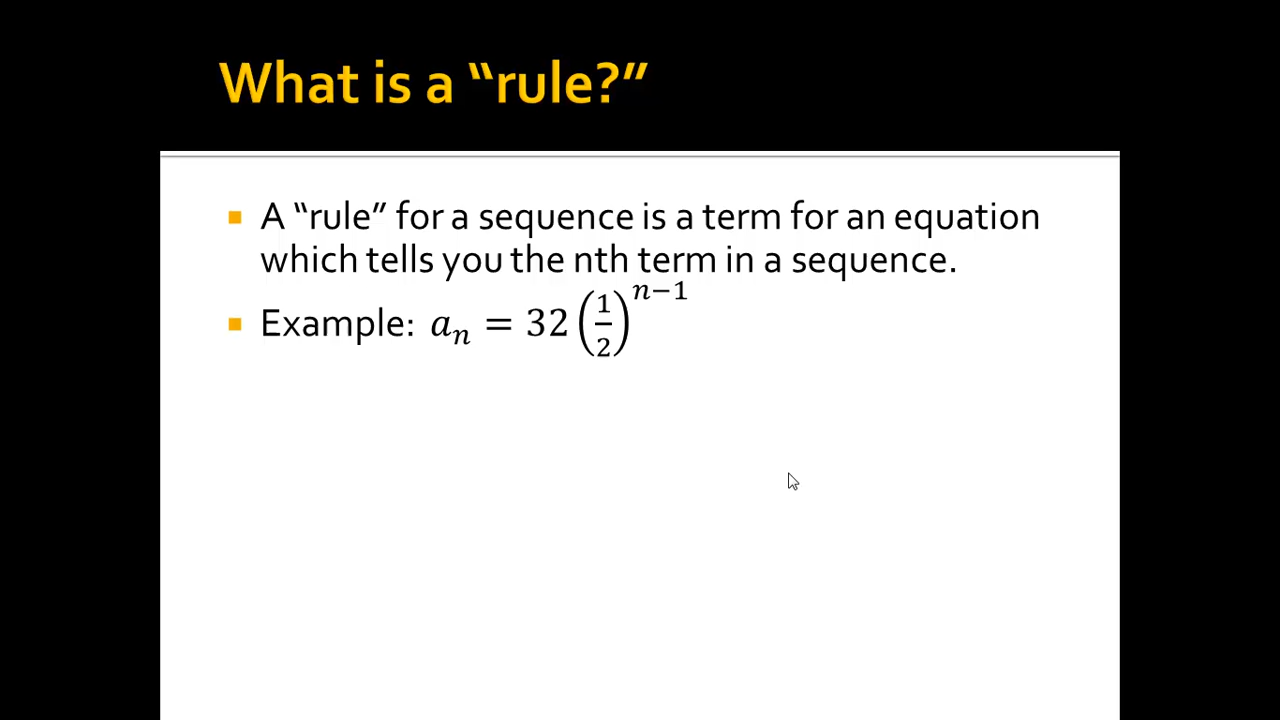 What is a “rule?”
A “rule” for a sequence is a term for an equation
which tells you the nth term in a sequence.
Example: aₙ = 32(1/2)ⁿ⁻¹